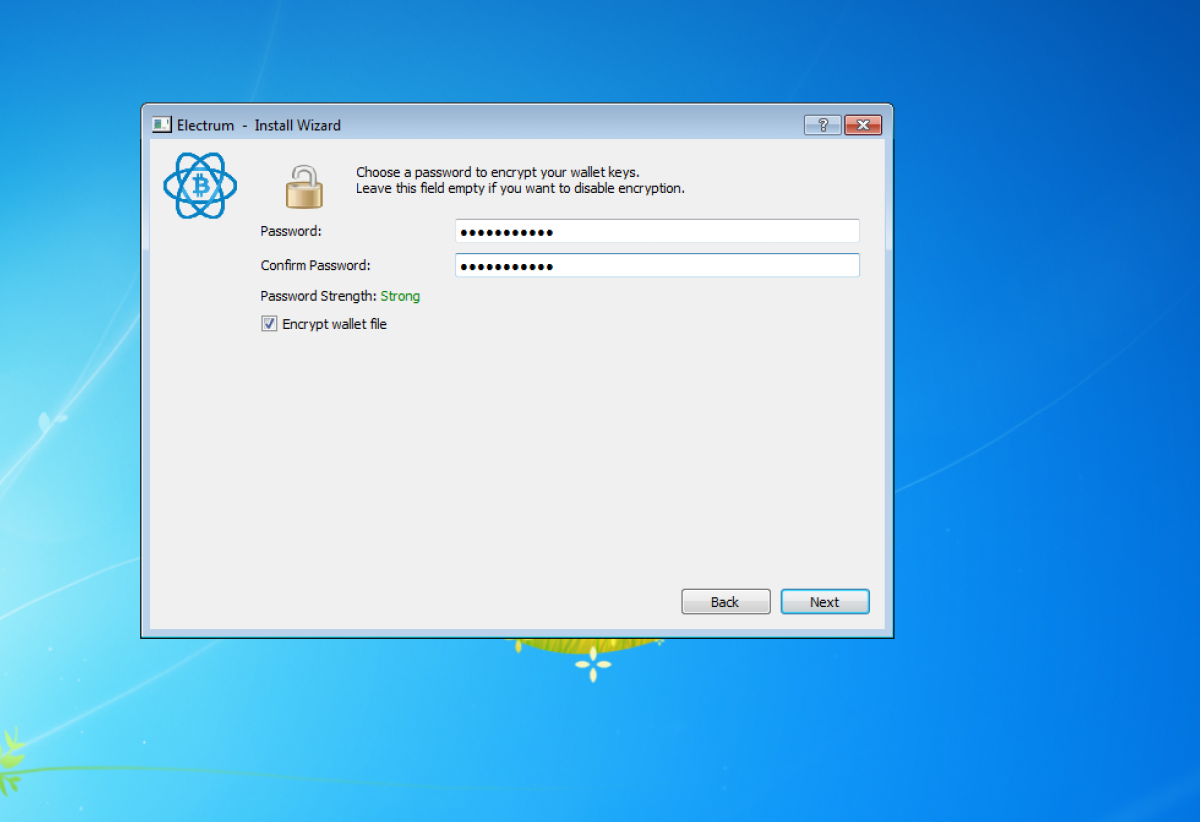 Electrum - Install Wizard
Choose a password to encrypt your wallet keys.
Leave this field empty if you want to disable encryption.
Password: ●●●●●●●●●●●
Confirm Password: ●●●●●●●●●●●
Password Strength: Strong
Encrypt wallet file
Back Next